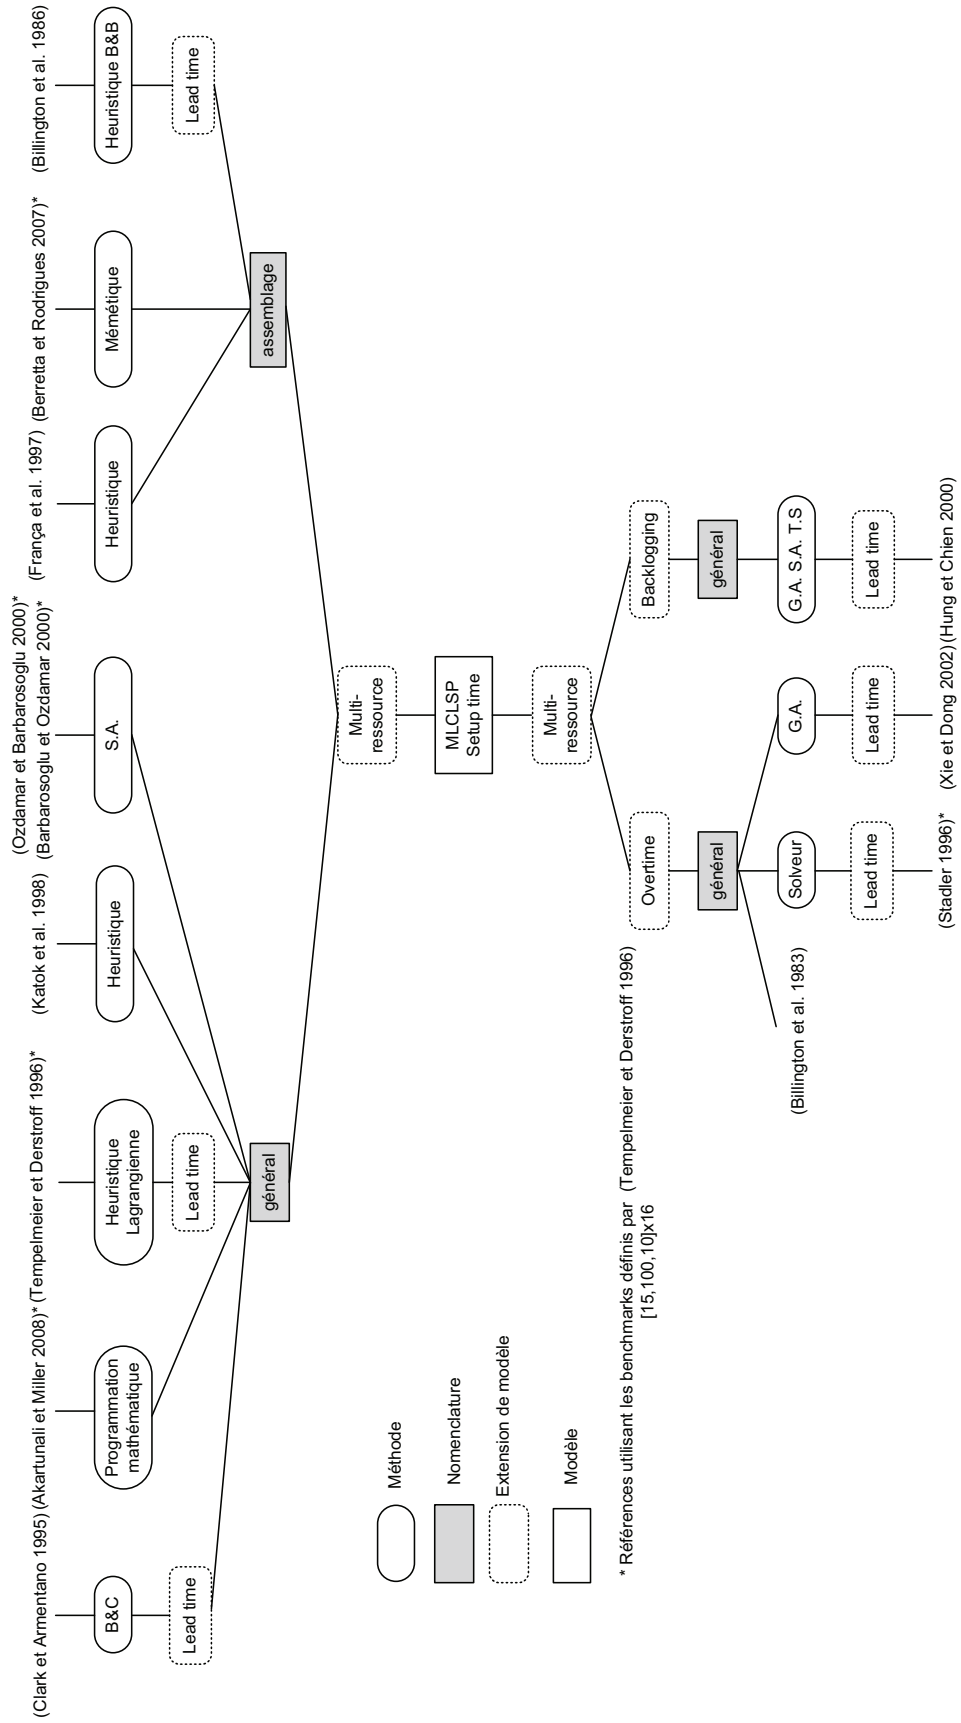 (Clark et Armentano 1995)
(Akartunali et Miller 2008)*
(Tempelmeier et Derstroff 1996)*
(Katok et al. 1998)
(Ozdamar et Barbarosoglu 2000)*
(Barbarosoglu et Ozdamar 2000)*
(França et al. 1997)
(Berretta et Rodrigues 2007)*
(Billington et al. 1986)
B&C
Programmation
mathématique
Heuristique
Lagrangienne
Heuristique
S.A.
Heuristique
Mémétique
Heuristique B&B
Lead time
Lead time
Lead time
général
assemblage
Multi-
ressource
MLCLSP
Setup time
Multi-
ressource
Méthode
Nomenclature
Extension de modèle
Modèle
* Références utilisant les benchmarks définis par (Tempelmeier et Derstroff 1996)
[15,100,10]x16
Overtime
Backlogging
général
général
(Billington et al. 1983)
Solveur
G.A.
G.A. S.A. T.S
Lead time
Lead time
Lead time
(Stadler 1996)*
(Xie et Dong 2002)
(Hung et Chien 2000)